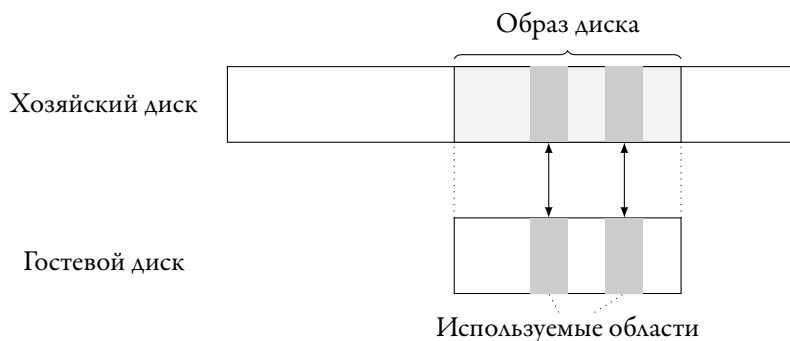 Образ диска
Хозяйский диск
Гостевой диск
Используемые области